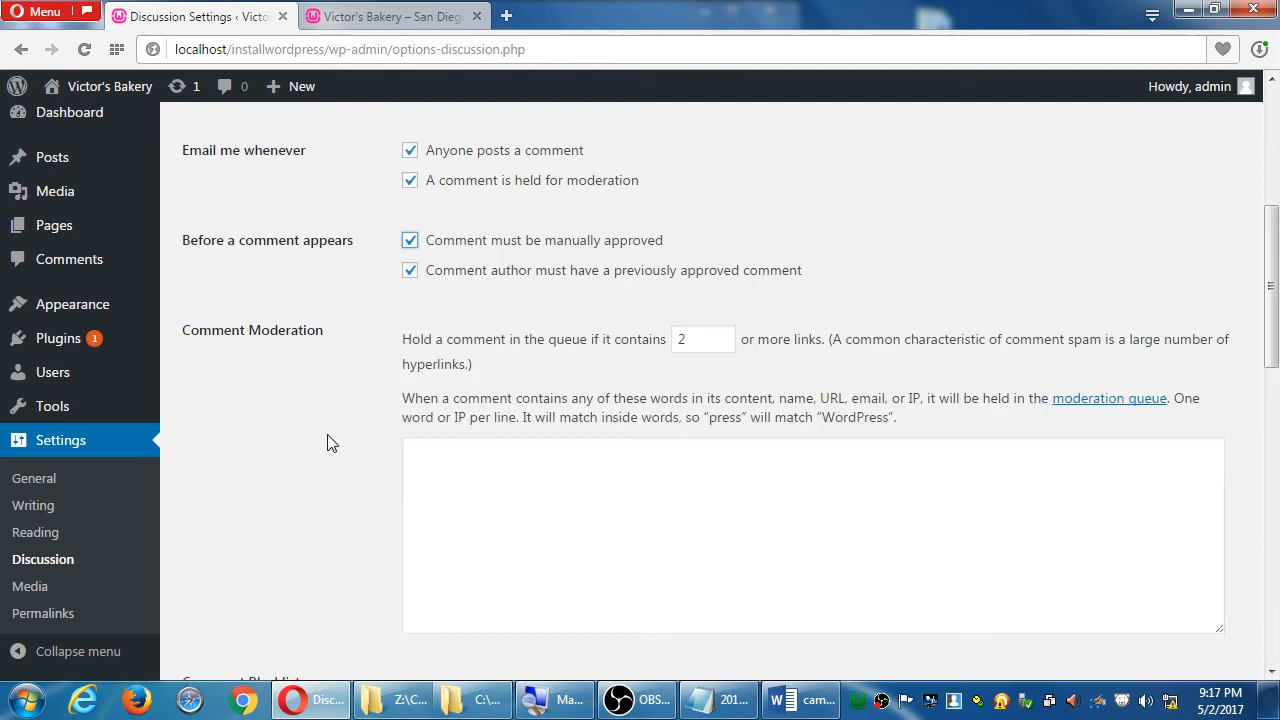 Menu
Discussion Settings ‹ Victo
Victor's Bakery – San Dieg
localhost/installwordpress/wp-admin/options-discussion.php
Victor's Bakery
1
0
New
Howdy, admin
Dashboard
Posts
Media
Pages
Comments
Appearance
Plugins 1
Users
Tools
Settings
General
Writing
Reading
Discussion
Media
Permalinks
Collapse menu
Email me whenever
Anyone posts a comment
A comment is held for moderation
Before a comment appears
Comment must be manually approved
Comment author must have a previously approved comment
Comment Moderation
Hold a comment in the queue if it contains 2 or more links. (A common characteristic of comment spam is a large number of
hyperlinks.)
When a comment contains any of these words in its content, name, URL, email, or IP, it will be held in the moderation queue. One
word or IP per line. It will match inside words, so “press” will match “WordPress”.
Disc...
Z:\C...
C:\...
Ma...
OBS...
201...
cam...
9:17 PM
5/2/2017